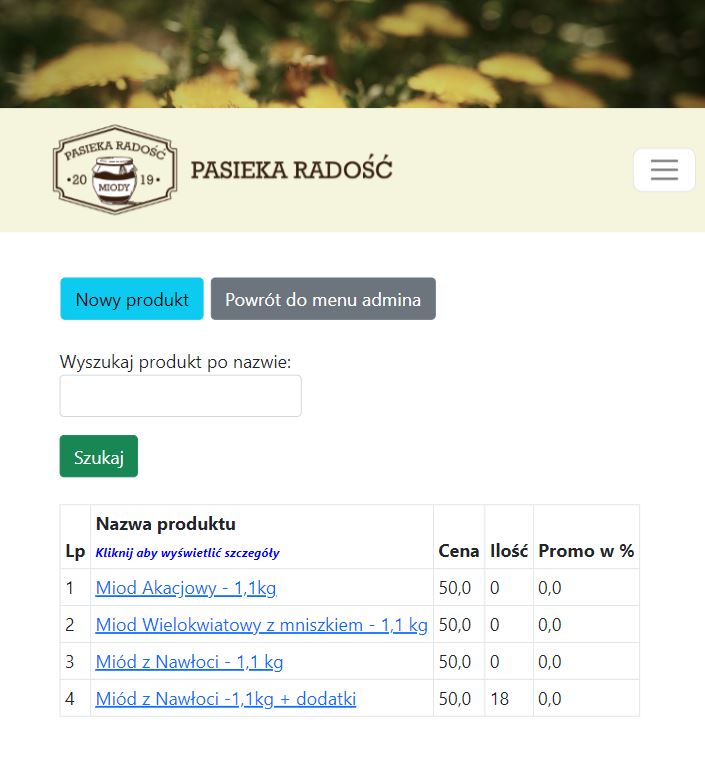 PASIEKA RADOŚĆ
•20 19•
MIODY
PASIEKA RADOŚĆ
Nowy produkt Powrót do menu admina
Wyszukaj produkt po nazwie:
Szukaj
Nazwa produktu
Lp Kliknij aby wyświetlić szczegóły Cena Ilość Promo w %
1 Miod Akacjowy - 1,1kg 50,0 0 0,0
2 Miod Wielokwiatowy z mniszkiem - 1,1 kg 50,0 0 0,0
3 Miód z Nawłoci - 1,1 kg 50,0 0 0,0
4 Miód z Nawłoci -1,1kg + dodatki 50,0 18 0,0